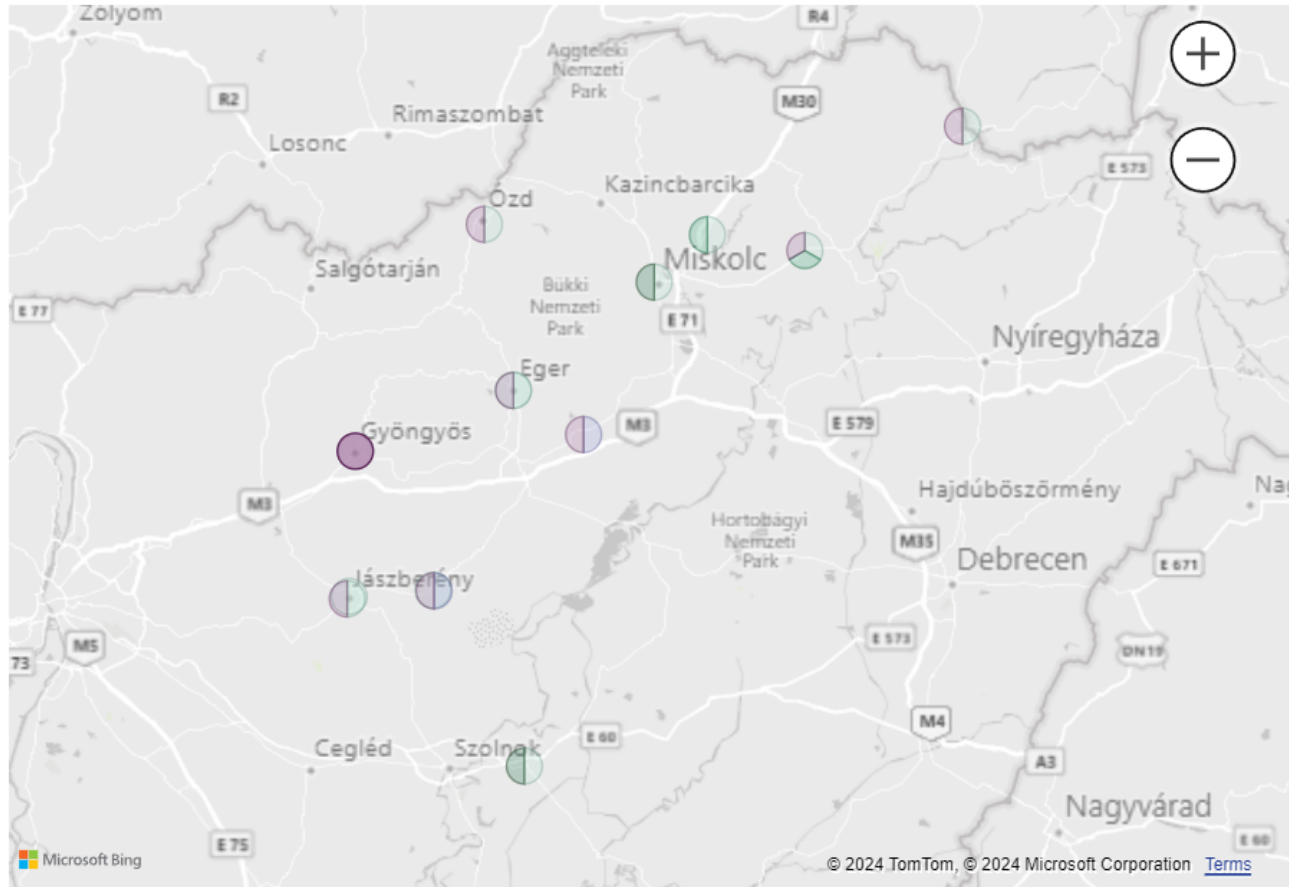 Zólyom
R4
Aggteleki
Nemzeti
Park
R2
M30
Rimaszombat
Losonc
E 573
Kazincbarcika
Ózd
Miskolc
Salgótarján
Bükki
Nemzeti
Park
E 77
E 71
Nyíregyháza
Eger
Gyöngyös
M3
E 579
M3
Hajdúböszörmény
Nag
Hortobágyi
Nemzeti
Park
M35
Debrecen
E 671
Jászberény
M5
73
E 573
DN19
Cegléd
Szolnok
E 60
M4
A3
Nagyvárad
E 75
E 60
Microsoft Bing
© 2024 TomTom, © 2024 Microsoft Corporation Terms